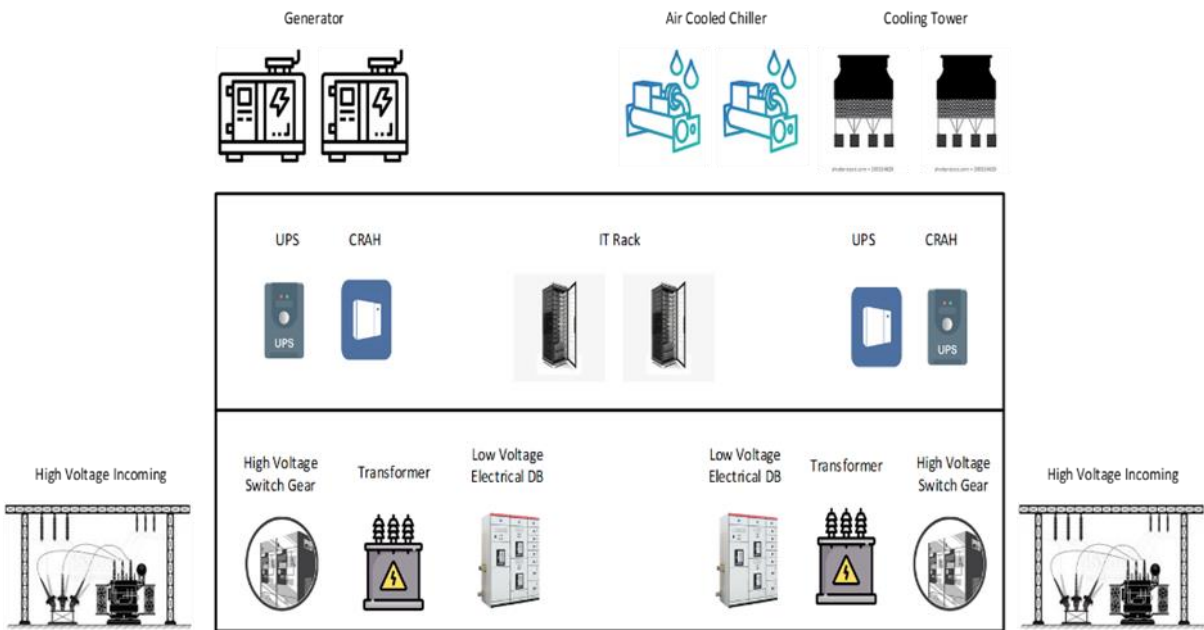 Generator
Air Cooled Chiller
Cooling Tower
UPS
CRAH
IT Rack
UPS
CRAH
UPS
UPS
High Voltage Incoming
High Voltage
Switch Gear
Transformer
Low Voltage
Electrical DB
Low Voltage
Electrical DB
Transformer
High Voltage
Switch Gear
High Voltage Incoming